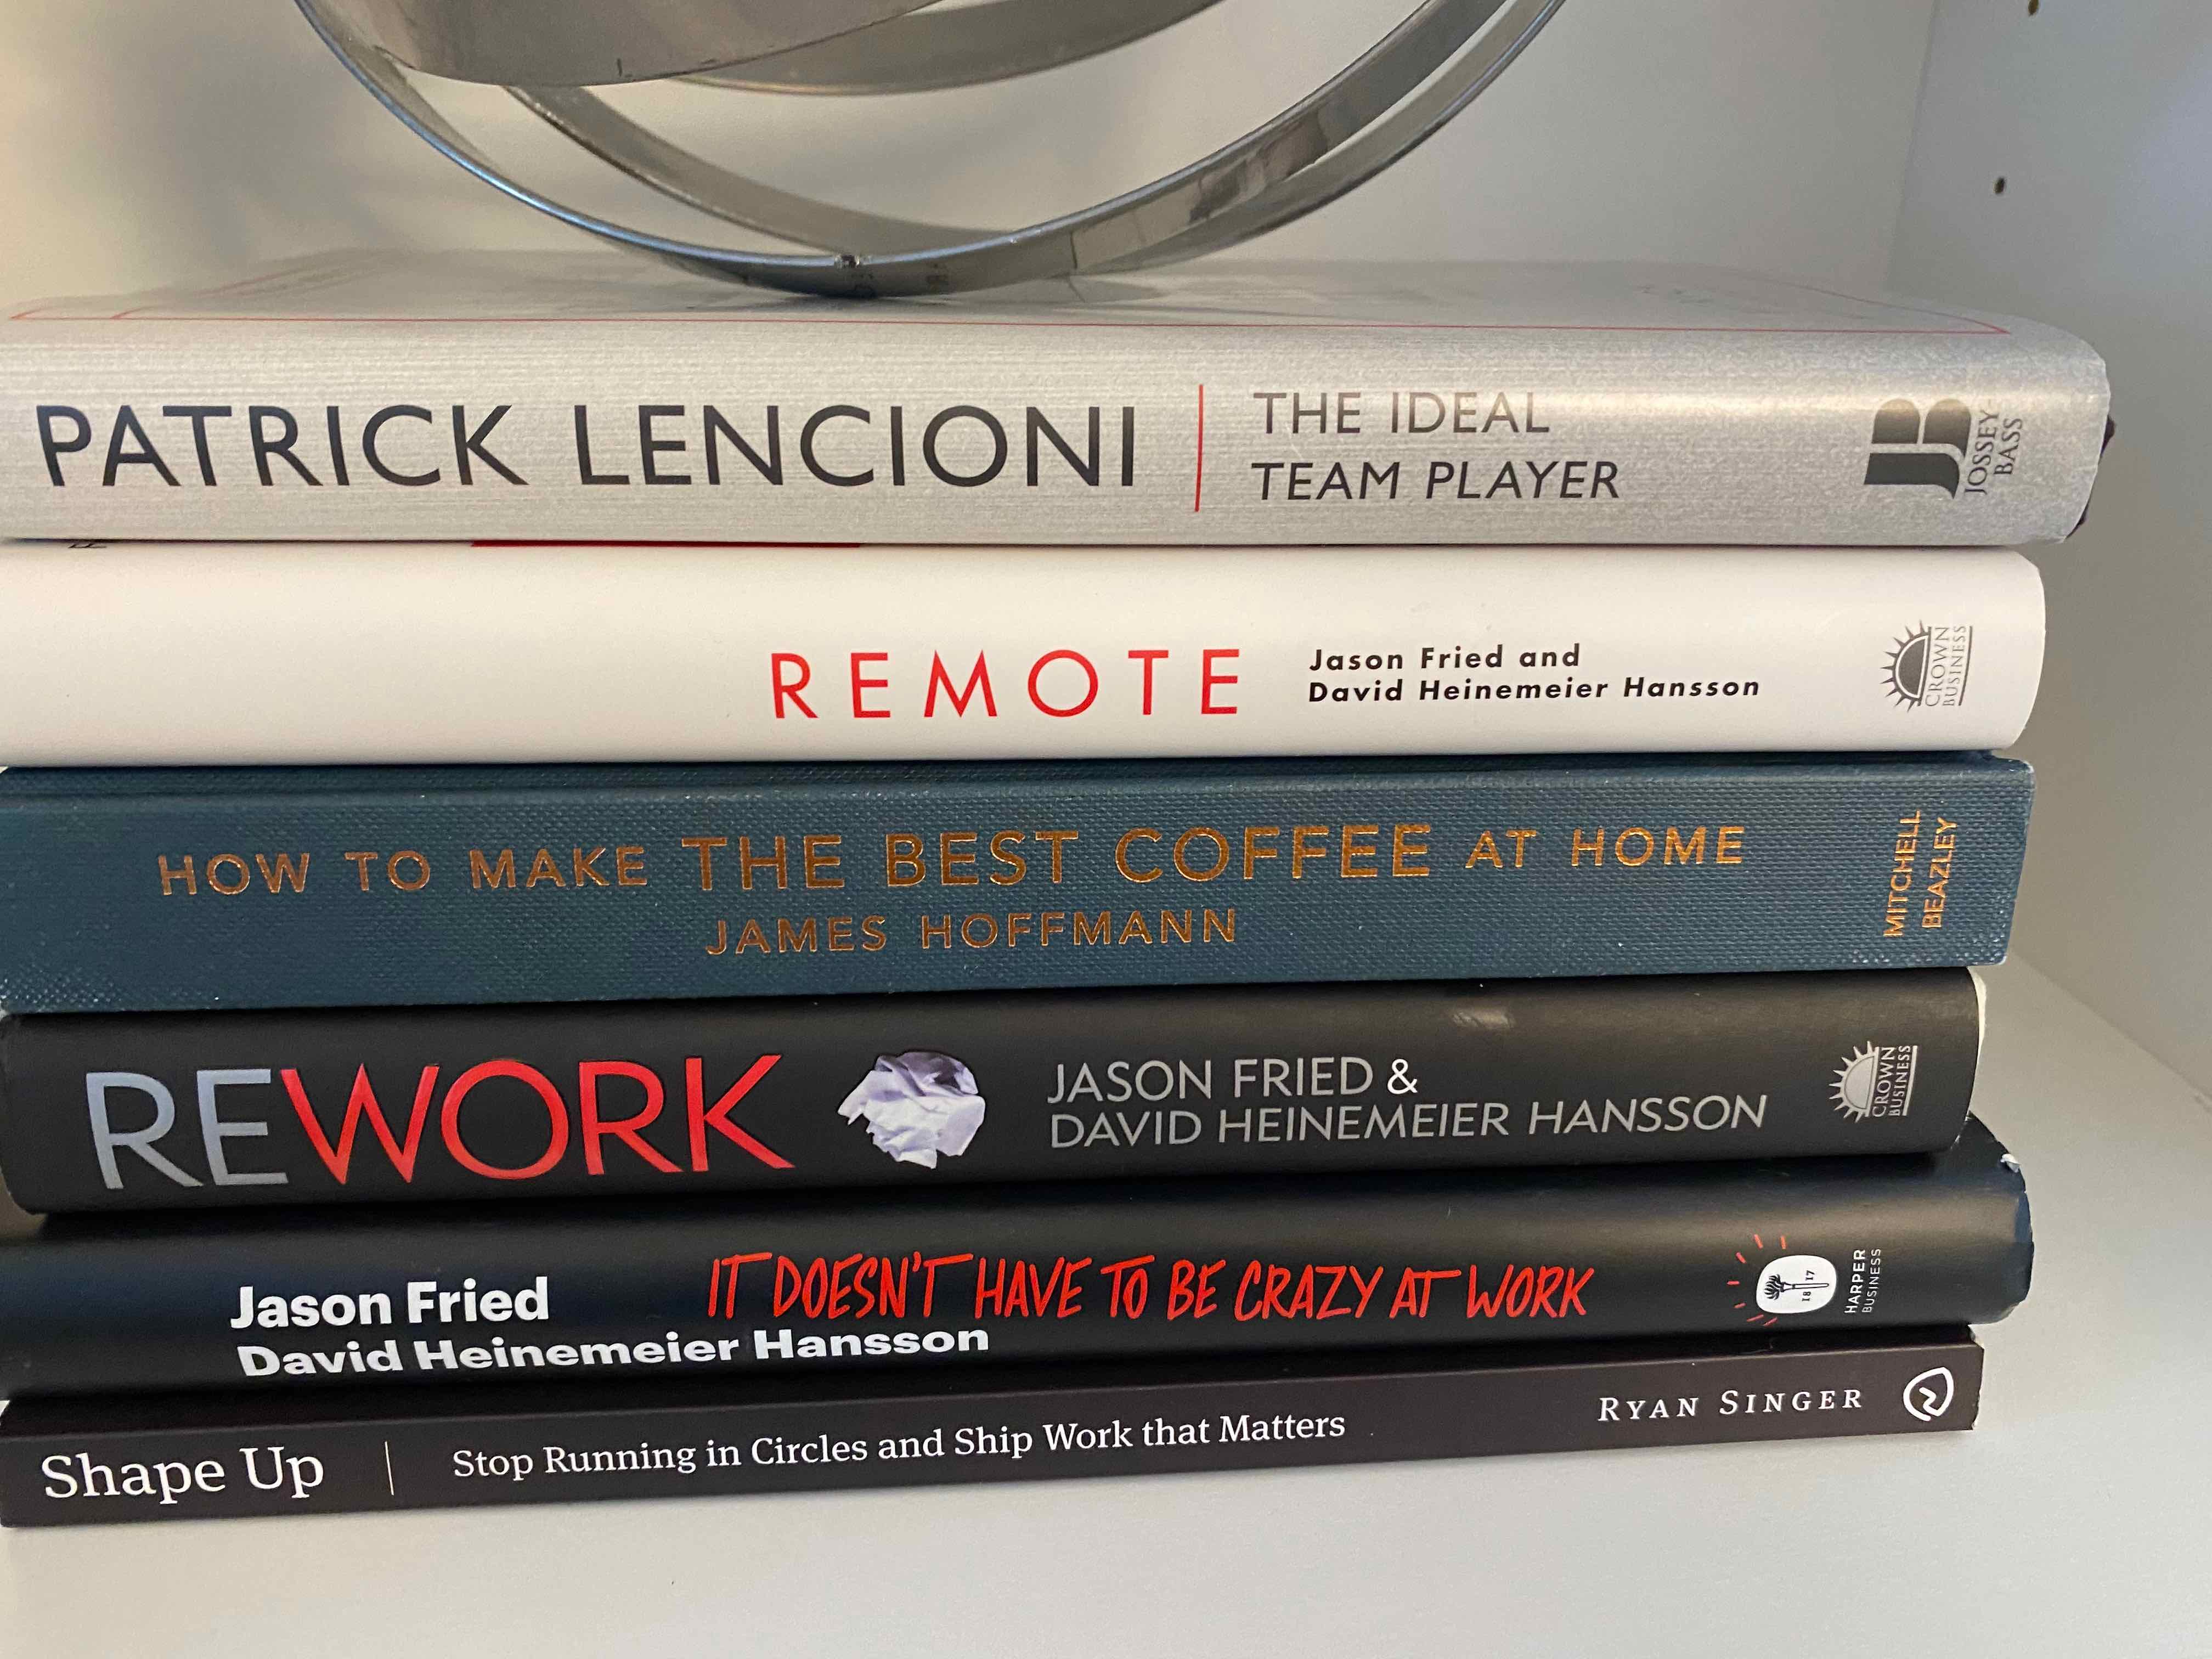 PATRICK LENCIONI
THE IDEAL
TEAM PLAYER
JOSSEY-
BASS
REMOTE
Jason Fried and
David Heinemeier Hansson
CROWN
BUSINESS
HOW TO MAKE THE BEST COFFEE AT HOME
JAMES HOFFMANN
MITCHELL
BEAZLEY
REWORK
JASON FRIED &
DAVID HEINEMEIER HANSSON
CROWN
BUSINESS
Jason Fried
David Heinemeier Hansson
IT DOESN'T HAVE TO BE CRAZY AT WORK
18 17
HARPER
BUSINESS
Shape Up
Stop Running in Circles and Ship Work that Matters
RYAN SINGER